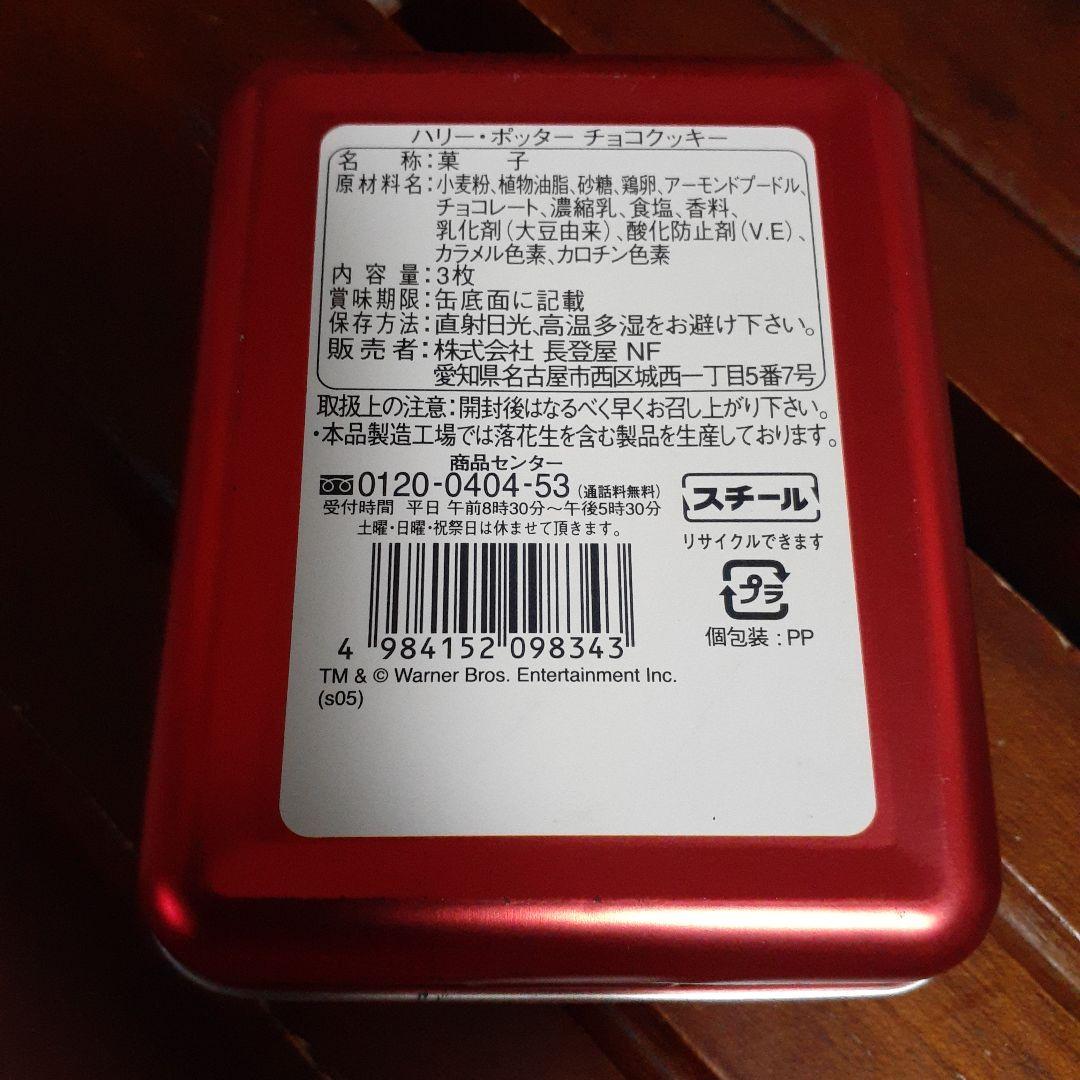 ハリー・ポッター チョコクッキー
名　　称：菓　　子
原材料名：小麦粉、植物油脂、砂糖、鶏卵、アーモンドプードル、
チョコレート、濃縮乳、食塩、香料、
乳化剤（大豆由来）、酸化防止剤（V.E）、
カラメル色素、カロチン色素
内 容 量：3枚
賞味期限：缶底面に記載
保存方法：直射日光、高温多湿をお避け下さい。
販 売 者：株式会社 長登屋 NF
愛知県名古屋市西区城西一丁目5番7号
取扱上の注意：開封後はなるべく早くお召し上がり下さい。
・本品製造工場では落花生を含む製品を生産しております。
商品センター
0120-0404-53（通話料無料）
受付時間　平日 午前8時30分〜午後5時30分
土曜・日曜・祝祭日は休ませて頂きます。
スチール
リサイクルできます
プラ
個包装：PP
4 984152 098343
TM & © Warner Bros. Entertainment Inc.
(s05)